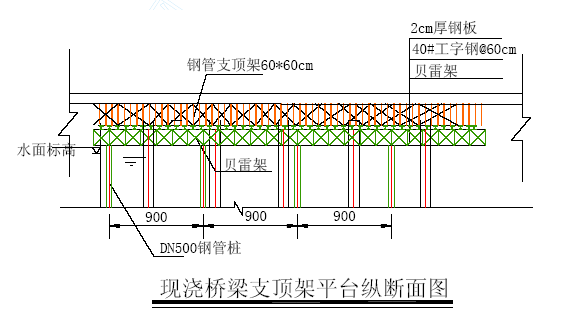 2cm厚钢板
40#工字钢@60cm
钢管支顶架60*60cm
贝雷架
水面标高
贝雷架
900
900
900
DN500钢管桩
现浇桥梁支顶架平台纵断面图